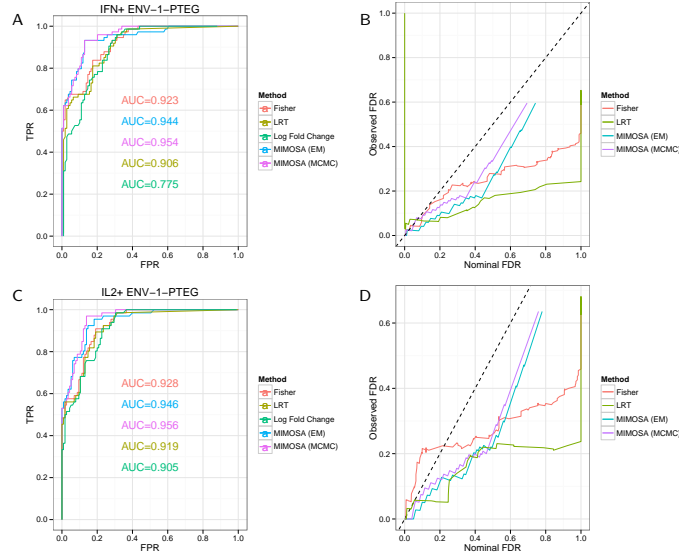 A
IFN+ ENV−1−PTEG
1.0
0.8
0.6
0.4
0.2
0.0
TPR
AUC=0.923
AUC=0.944
AUC=0.954
AUC=0.906
AUC=0.775
0.0 0.2 0.4 0.6 0.8 1.0
FPR
Method
Fisher
LRT
Log Fold Change
MIMOSA (EM)
MIMOSA (MCMC)
B
1.0
0.8
0.6
0.4
0.2
0.0
Observed FDR
0.0 0.2 0.4 0.6 0.8 1.0
Nominal FDR
Method
Fisher
LRT
MIMOSA (EM)
MIMOSA (MCMC)
C
IL2+ ENV−1−PTEG
1.0
0.8
0.6
0.4
0.2
0.0
TPR
AUC=0.928
AUC=0.946
AUC=0.956
AUC=0.919
AUC=0.905
0.0 0.2 0.4 0.6 0.8 1.0
FPR
Method
Fisher
LRT
Log Fold Change
MIMOSA (EM)
MIMOSA (MCMC)
D
0.6
0.4
0.2
0.0
Observed FDR
0.0 0.2 0.4 0.6 0.8 1.0
Nominal FDR
Method
Fisher
LRT
MIMOSA (EM)
MIMOSA (MCMC)